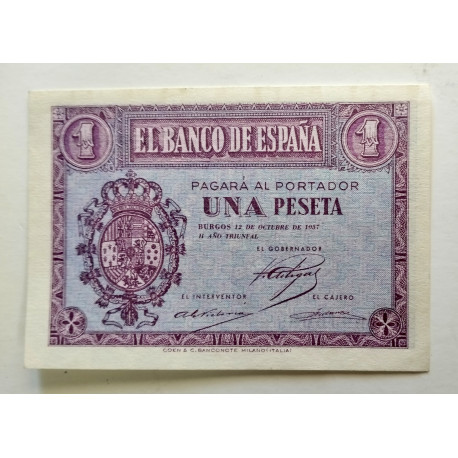 1 EL BANCO DE ESPAÑA 1
PAGARÁ AL PORTADOR
UNA PESETA
BURGOS 12 DE OCTUBRE DE 1937
II AÑO TRIUNFAL
EL GOBERNADOR
EL INTERVENTOR EL CAJERO
COEN & C. BANCONOTE. MILANO (ITALIA)